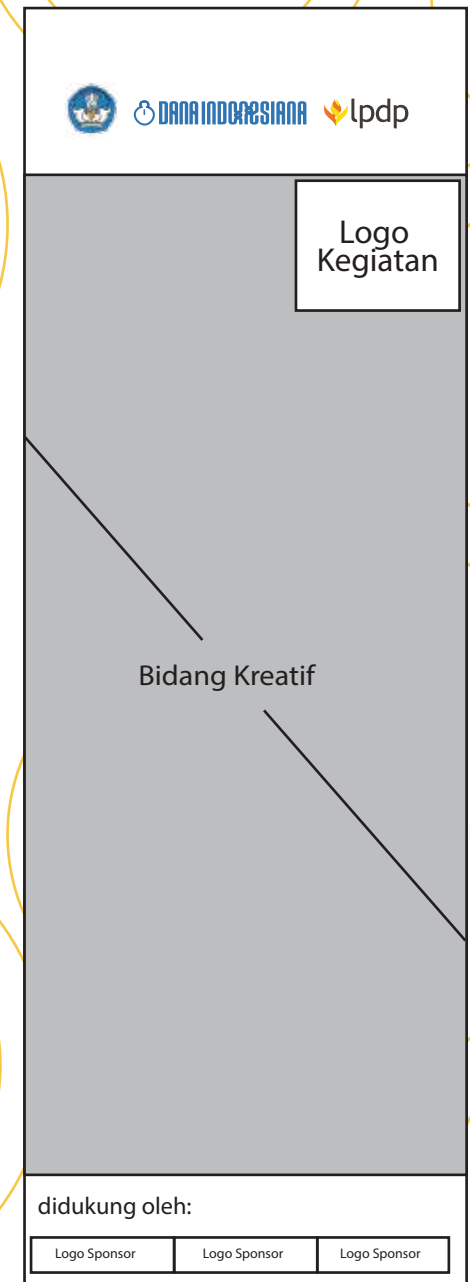 DANA INDONESIANA lpdp
Logo
Kegiatan
Bidang Kreatif
didukung oleh:
Logo Sponsor Logo Sponsor Logo Sponsor